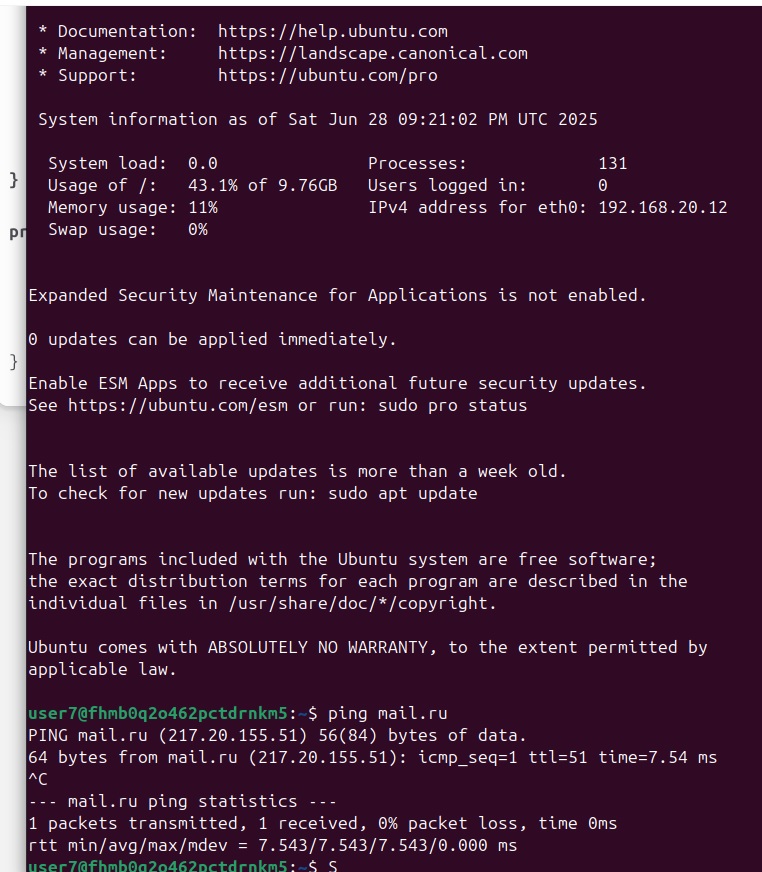 * Documentation:  https://help.ubuntu.com
* Management:     https://landscape.canonical.com
* Support:        https://ubuntu.com/pro
System information as of Sat Jun 28 09:21:02 PM UTC 2025
System load:  0.0               Processes:             131
}
Usage of /:   43.1% of 9.76GB   Users logged in:       0
Memory usage: 11%               IPv4 address for eth0: 192.168.20.12
pr
Swap usage:   0%
Expanded Security Maintenance for Applications is not enabled.
0 updates can be applied immediately.
}
Enable ESM Apps to receive additional future security updates.
See https://ubuntu.com/esm or run: sudo pro status
The list of available updates is more than a week old.
To check for new updates run: sudo apt update
The programs included with the Ubuntu system are free software;
the exact distribution terms for each program are described in the
individual files in /usr/share/doc/*/copyright.
Ubuntu comes with ABSOLUTELY NO WARRANTY, to the extent permitted by
applicable law.
user7@fhmb0q2o462pctdrnkm5:~$ ping mail.ru
PING mail.ru (217.20.155.51) 56(84) bytes of data.
64 bytes from mail.ru (217.20.155.51): icmp_seq=1 ttl=51 time=7.54 ms
^C
--- mail.ru ping statistics ---
1 packets transmitted, 1 received, 0% packet loss, time 0ms
rtt min/avg/max/mdev = 7.543/7.543/7.543/0.000 ms
user7@fhmb0q2o462pctdrnkm5:~$ S